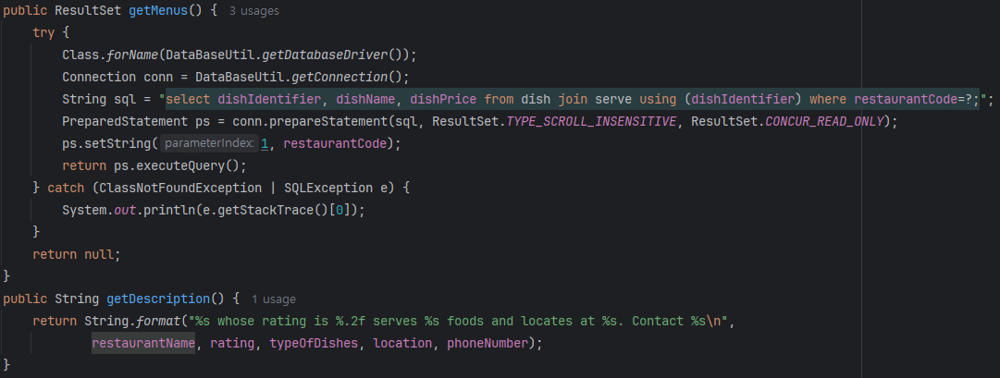 public ResultSet getMenus() { 3 usages
try {
Class.forName(DataBaseUtil.getDatabaseDriver());
Connection conn = DataBaseUtil.getConnection();
String sql = "select dishIdentifier, dishName, dishPrice from dish join serve using (dishIdentifier) where restaurantCode=?;";
PreparedStatement ps = conn.prepareStatement(sql, ResultSet.TYPE_SCROLL_INSENSITIVE, ResultSet.CONCUR_READ_ONLY);
ps.setString( parameterIndex: 1, restaurantCode);
return ps.executeQuery();
} catch (ClassNotFoundException | SQLException e) {
System.out.println(e.getStackTrace()[0]);
}
return null;
}
public String getDescription() { 1 usage
return String.format("%s whose rating is %.2f serves %s foods and locates at %s. Contact %s\n",
restaurantName, rating, typeOfDishes, location, phoneNumber);
}